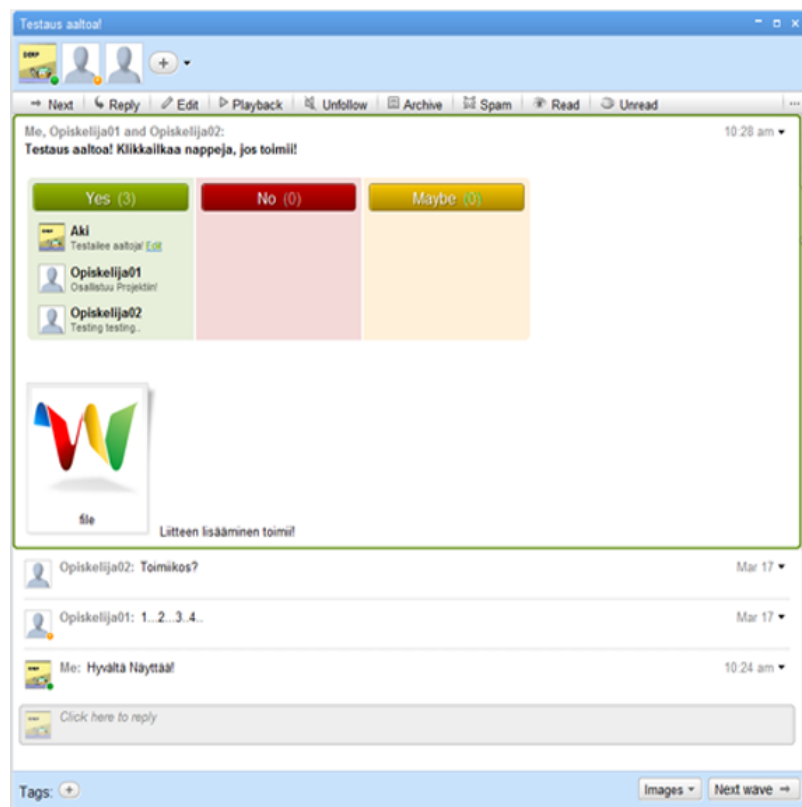 Testaus aaltoa!
Next Reply Edit Playback Unfollow Archive Spam Read Unread ...
Me, Opiskelija01 and Opiskelija02: 10:28 am
Testaus aaltoa! Klikkailkaa nappeja, jos toimii!
Yes (3) No (0) Maybe (0)
Aki
Testailee aaltoja! Edit
Opiskelija01
Osallistuu Projektiin!
Opiskelija02
Testing testing..
file
Liitteen lisääminen toimii!
Opiskelija02: Toimiikos? Mar 17
Opiskelija01: 1...2...3..4.. Mar 17
Me: Hyvältä Näyttää! 10:24 am
Click here to reply
Tags: Images Next wave